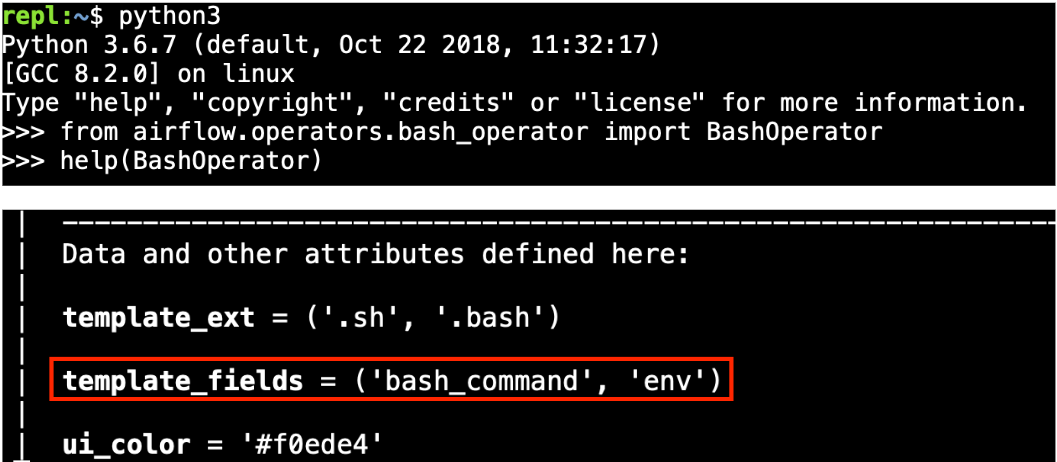 repl:~$ python3
Python 3.6.7 (default, Oct 22 2018, 11:32:17)
[GCC 8.2.0] on linux
Type "help", "copyright", "credits" or "license" for more information.
>>> from airflow.operators.bash_operator import BashOperator
>>> help(BashOperator)
| ----------------------------------------------------------------------
| Data and other attributes defined here:
|
| template_ext = ('.sh', '.bash')
|
| template_fields = ('bash_command', 'env')
|
| ui_color = '#f0ede4'